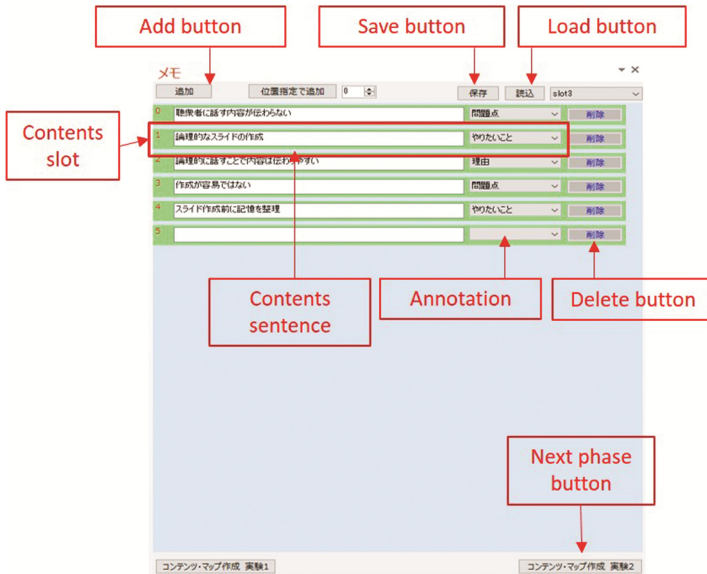 Add button
Save button
Load button
メモ
追加
位置指定で追加
0
保存
読込
slot3
Contents
slot
0
聴衆者に話す内容が伝わらない
問題点
削除
1
論理的なスライドの作成
やりたいこと
削除
2
論理的に話すことで内容は伝わりやすい
理由
削除
3
作成が容易ではない
問題点
削除
4
スライド作成前に記憶を整理
やりたいこと
削除
5
削除
Contents
sentence
Annotation
Delete button
Next phase
button
コンテンツ・マップ作成 実験1
コンテンツ・マップ作成 実験2